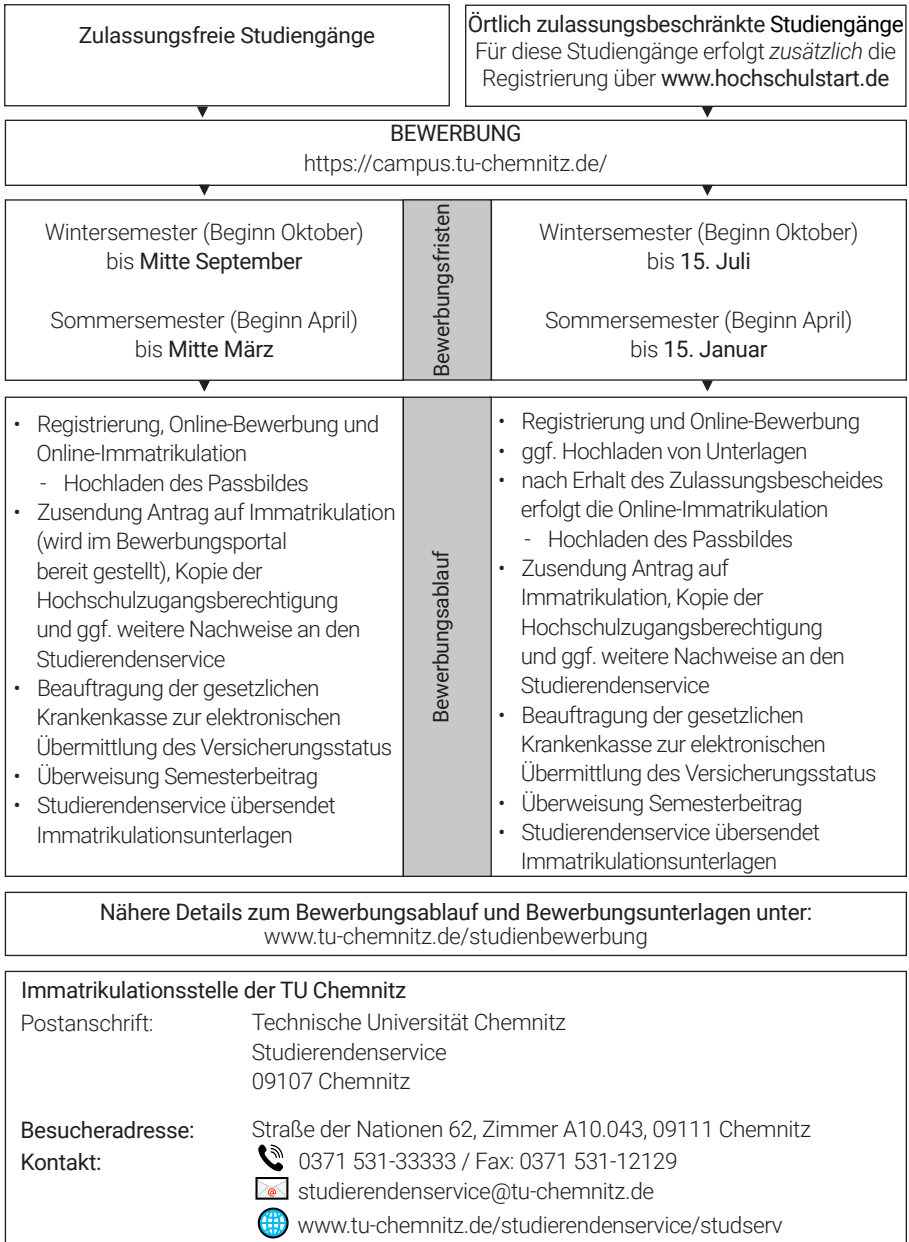 Zulassungsfreie Studiengänge
Örtlich zulassungsbeschränkte Studiengänge
Für diese Studiengänge erfolgt zusätzlich die
Registrierung über www.hochschulstart.de
BEWERBUNG
https://campus.tu-chemnitz.de/
Wintersemester (Beginn Oktober)
bis Mitte September
Sommersemester (Beginn April)
bis Mitte März
Bewerbungsfristen
Wintersemester (Beginn Oktober)
bis 15. Juli
Sommersemester (Beginn April)
bis 15. Januar
• Registrierung, Online-Bewerbung und
Online-Immatrikulation
- Hochladen des Passbildes
• Zusendung Antrag auf Immatrikulation
(wird im Bewerbungsportal
bereit gestellt), Kopie der
Hochschulzugangsberechtigung
und ggf. weitere Nachweise an den
Studierendenservice
• Beauftragung der gesetzlichen
Krankenkasse zur elektronischen
Übermittlung des Versicherungsstatus
• Überweisung Semesterbeitrag
• Studierendenservice übersendet
Immatrikulationsunterlagen
Bewerbungsablauf
• Registrierung und Online-Bewerbung
• ggf. Hochladen von Unterlagen
• nach Erhalt des Zulassungsbescheides
erfolgt die Online-Immatrikulation
- Hochladen des Passbildes
• Zusendung Antrag auf
Immatrikulation, Kopie der
Hochschulzugangsberechtigung
und ggf. weitere Nachweise an den
Studierendenservice
• Beauftragung der gesetzlichen
Krankenkasse zur elektronischen
Übermittlung des Versicherungsstatus
• Überweisung Semesterbeitrag
• Studierendenservice übersendet
Immatrikulationsunterlagen
Nähere Details zum Bewerbungsablauf und Bewerbungsunterlagen unter:
www.tu-chemnitz.de/studienbewerbung
Immatrikulationsstelle der TU Chemnitz
Postanschrift: Technische Universität Chemnitz
Studierendenservice
09107 Chemnitz
Besucheradresse: Straße der Nationen 62, Zimmer A10.043, 09111 Chemnitz
Kontakt: 0371 531-33333 / Fax: 0371 531-12129
@ studierendenservice@tu-chemnitz.de
www.tu-chemnitz.de/studierendenservice/studserv